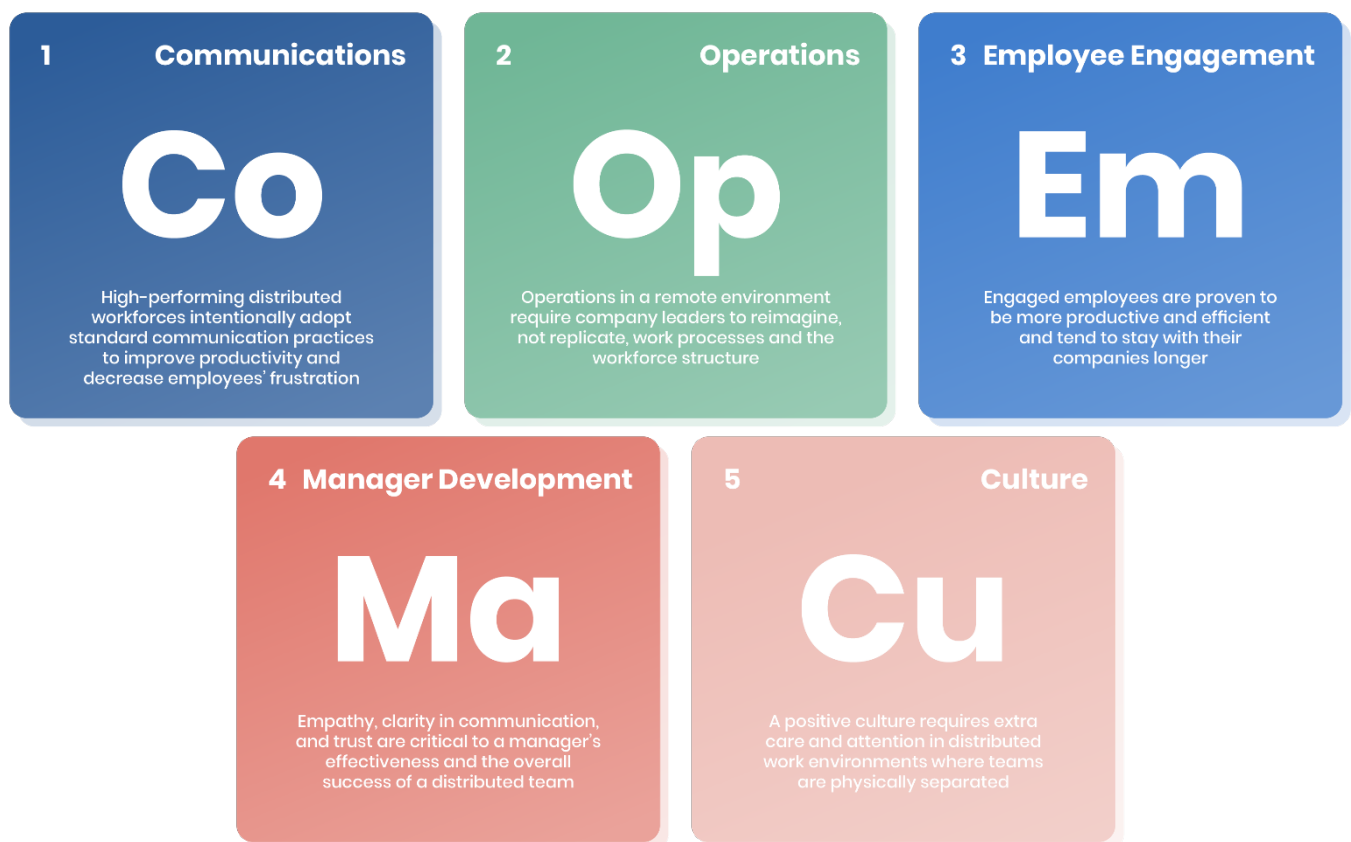 1 Communications
Co
High-performing distributed
workforces intentionally adopt
standard communication practices
to improve productivity and
decrease employees’ frustration
2 Operations
Op
Operations in a remote environment
require company leaders to reimagine,
not replicate, work processes and the
workforce structure
3 Employee Engagement
Em
Engaged employees are proven to
be more productive and efficient
and tend to stay with their
companies longer
4 Manager Development
Ma
Empathy, clarity in communication,
and trust are critical to a manager’s
effectiveness and the overall
success of a distributed team
5 Culture
Cu
A positive culture requires extra
care and attention in distributed
work environments where teams
are physically separated